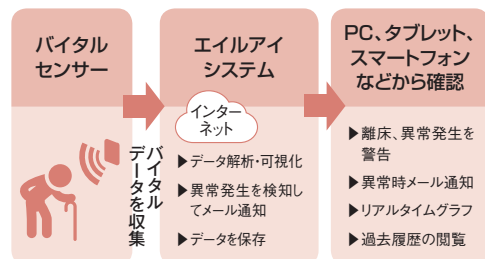 バイタル
センサー
バイタル
データを収集
エイルアイ
システム
インター
ネット
▶データ解析・可視化
▶異常発生を検知し
てメール通知
▶データを保存
PC、タブレット、
スマートフォン
などから確認
▶離床、異常発生を
警告
▶異常時メール通知
▶リアルタイムグラフ
▶過去履歴の閲覧